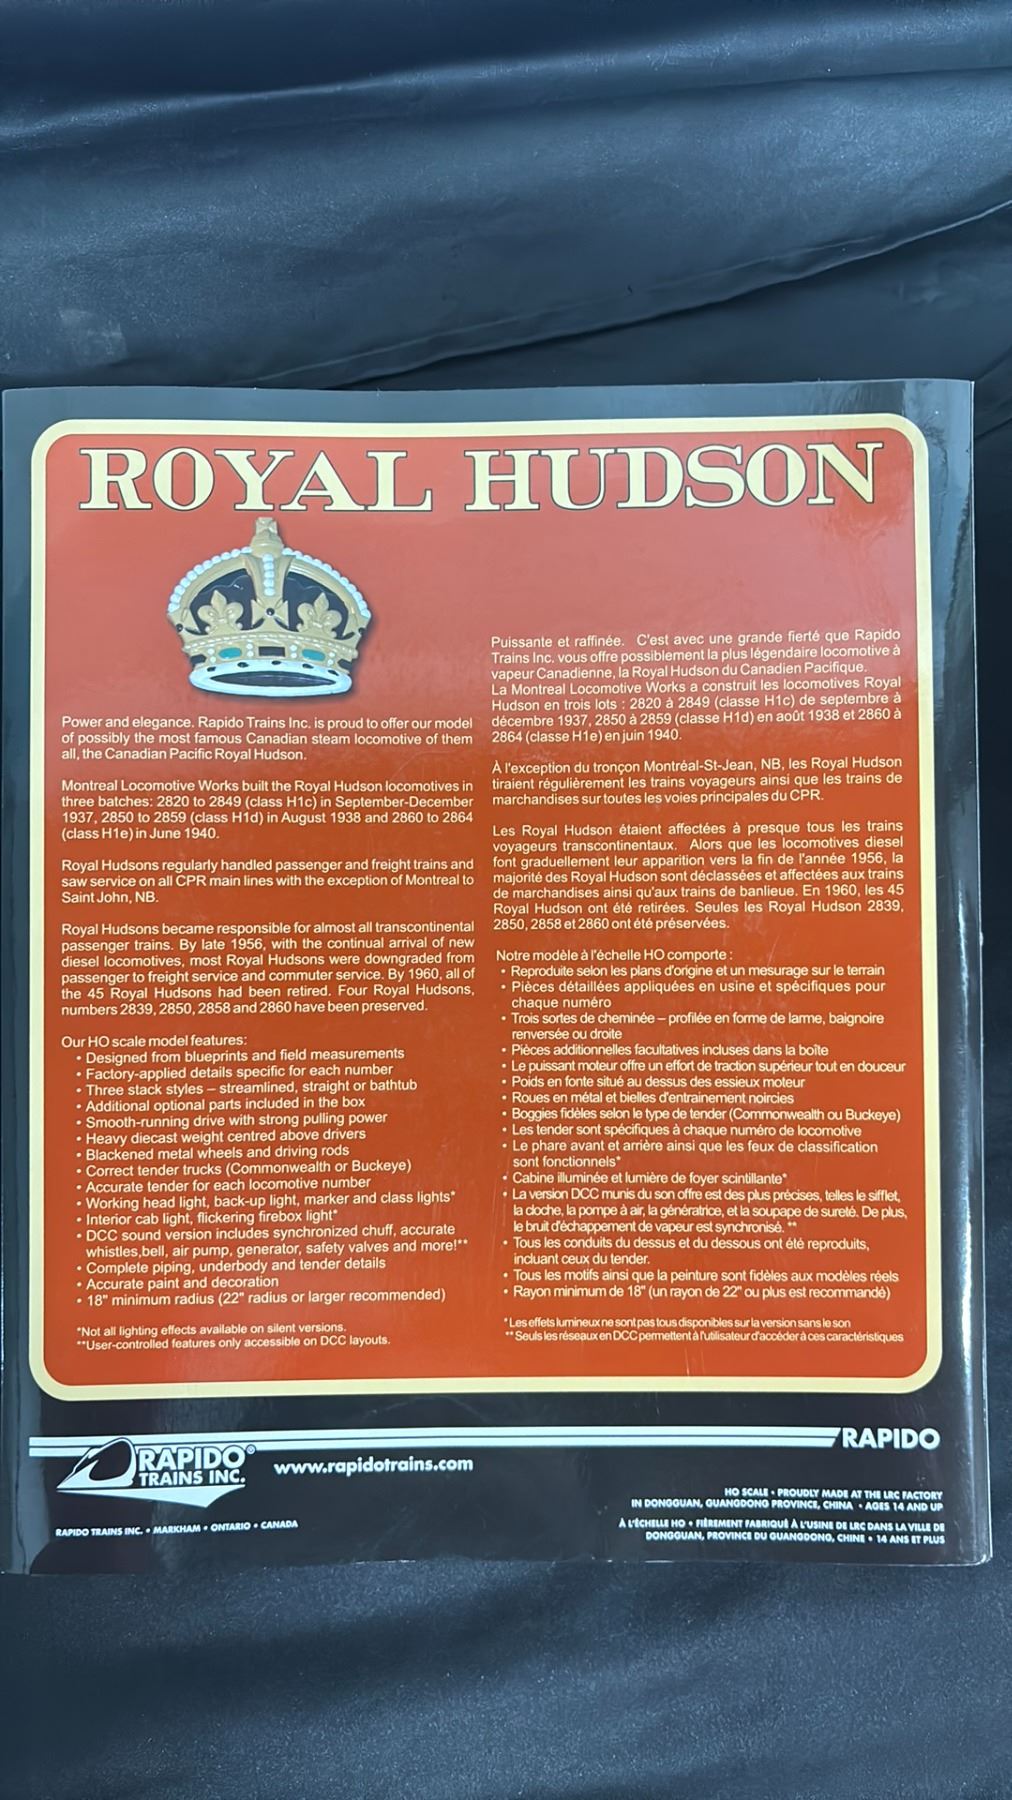 ROYAL HUDSON
Power and elegance. Rapido Trains Inc. is proud to offer our model
of possibly the most famous Canadian steam locomotive of them
all, the Canadian Pacific Royal Hudson.
Montreal Locomotive Works built the Royal Hudson locomotives in
three batches: 2820 to 2849 (class H1c) in September-December
1937, 2850 to 2859 (class H1d) in August 1938 and 2860 to 2864
(class H1e) in June 1940.
Royal Hudsons regularly handled passenger and freight trains and
saw service on all CPR main lines with the exception of Montreal to
Saint John, NB.
Royal Hudsons became responsible for almost all transcontinental
passenger trains. By late 1956, with the continual arrival of new
diesel locomotives, most Royal Hudsons were downgraded from
passenger to freight service and commuter service. By 1960, all of
the 45 Royal Hudsons had been retired. Four Royal Hudsons,
numbers 2839, 2850, 2858 and 2860 have been preserved.
Our HO scale model features:
• Designed from blueprints and field measurements
• Factory-applied details specific for each number
• Three stack styles – streamlined, straight or bathtub
• Additional optional parts included in the box
• Smooth-running drive with strong pulling power
• Heavy diecast weight centred above drivers
• Blackened metal wheels and driving rods
• Correct tender trucks (Commonwealth or Buckeye)
• Accurate tender for each locomotive number
• Working head light, back-up light, marker and class lights*
• Interior cab light, flickering firebox light*
• DCC sound version includes synchronized chuff, accurate
whistles,bell, air pump, generator, safety valves and more!**
• Complete piping, underbody and tender details
• Accurate paint and decoration
• 18" minimum radius (22" radius or larger recommended)
*Not all lighting effects available on silent versions.
**User-controlled features only accessible on DCC layouts.
Puissante et raffinée. C'est avec une grande fierté que Rapido
Trains Inc. vous offre possiblement la plus légendaire locomotive à
vapeur Canadienne, la Royal Hudson du Canadien Pacifique.
La Montreal Locomotive Works a construit les locomotives Royal
Hudson en trois lots : 2820 à 2849 (classe H1c) de septembre à
décembre 1937, 2850 à 2859 (classe H1d) en août 1938 et 2860 à
2864 (classe H1e) en juin 1940.
À l'exception du tronçon Montréal-St-Jean, NB, les Royal Hudson
tiraient régulièrement les trains voyageurs ainsi que les trains de
marchandises sur toutes les voies principales du CPR.
Les Royal Hudson étaient affectées à presque tous les trains
voyageurs transcontinentaux. Alors que les locomotives diesel
font graduellement leur apparition vers la fin de l'année 1956, la
majorité des Royal Hudson sont déclassées et affectées aux trains
de marchandises ainsi qu'aux trains de banlieue. En 1960, les 45
Royal Hudson ont été retirées. Seules les Royal Hudson 2839,
2850, 2858 et 2860 ont été préservées.
Notre modèle à l'échelle HO comporte :
• Reproduite selon les plans d'origine et un mesurage sur le terrain
• Pièces détaillées appliquées en usine et spécifiques pour
chaque numéro
• Trois sortes de cheminée – profilée en forme de larme, baignoire
renversée ou droite
• Pièces additionnelles facultatives incluses dans la boîte
• Le puissant moteur offre un effort de traction supérieur tout en douceur
• Poids en fonte situé au dessus des essieux moteur
• Roues en métal et bielles d'entrainement noircies
• Boggies fidèles selon le type de tender (Commonwealth ou Buckeye)
• Les tender sont spécifiques à chaque numéro de locomotive
• Le phare avant et arrière ainsi que les feux de classification
sont fonctionnels*
• Cabine illuminée et lumière de foyer scintillante*
• La version DCC munis du son offre est des plus précises, telles le sifflet,
la cloche, la pompe à air, la génératrice, et la soupape de sureté. De plus,
le bruit d'échappement de vapeur est synchronisé. **
• Tous les conduits du dessus et du dessous ont été reproduits,
incluant ceux du tender.
• Tous les motifs ainsi que la peinture sont fidèles aux modèles réels
• Rayon minimum de 18" (un rayon de 22" ou plus est recommandé)
*Les effets lumineux ne sont pas tous disponibles sur la version sans le son
** Seuls les réseaux en DCC permettent à l'utilisateur d'accéder à ces caractéristiques
RAPIDO
RAPIDO®
TRAINS INC.
www.rapidotrains.com
RAPIDO TRAINS INC. • MARKHAM • ONTARIO • CANADA
HO SCALE • PROUDLY MADE AT THE LRC FACTORY
IN DONGGUAN, GUANGDONG PROVINCE, CHINA • AGES 14 AND UP
À L'ÉCHELLE HO • FIÈREMENT FABRIQUÉ À L'USINE DE LRC DANS LA VILLE DE
DONGGUAN, PROVINCE DU GUANGDONG, CHINE • 14 ANS ET PLUS